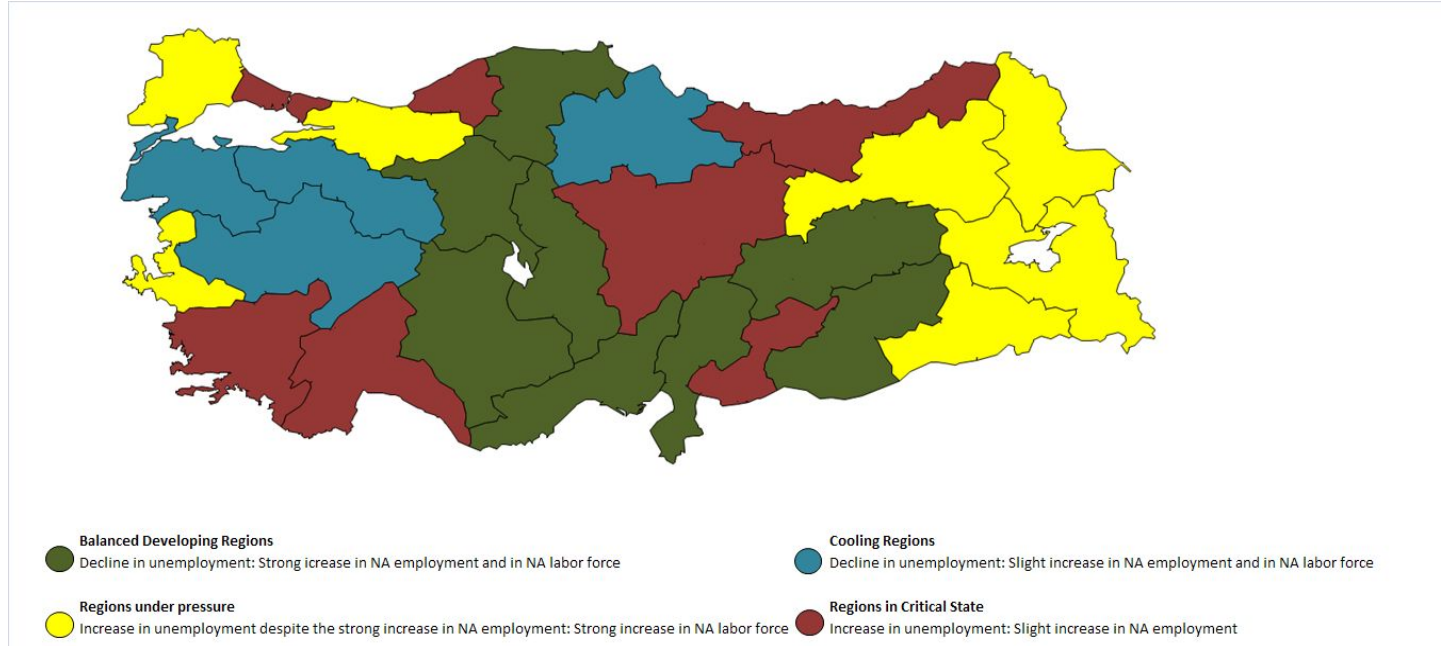 Balanced Developing Regions
Decline in unemployment: Strong icrease in NA employment and in NA labor force
Cooling Regions
Decline in unemployment: Slight increase in NA employment and in NA labor force
Regions under pressure
Increase in unemployment despite the strong increase in NA employment: Strong increase in NA labor force
Regions in Critical State
Increase in unemployment: Slight increase in NA employment